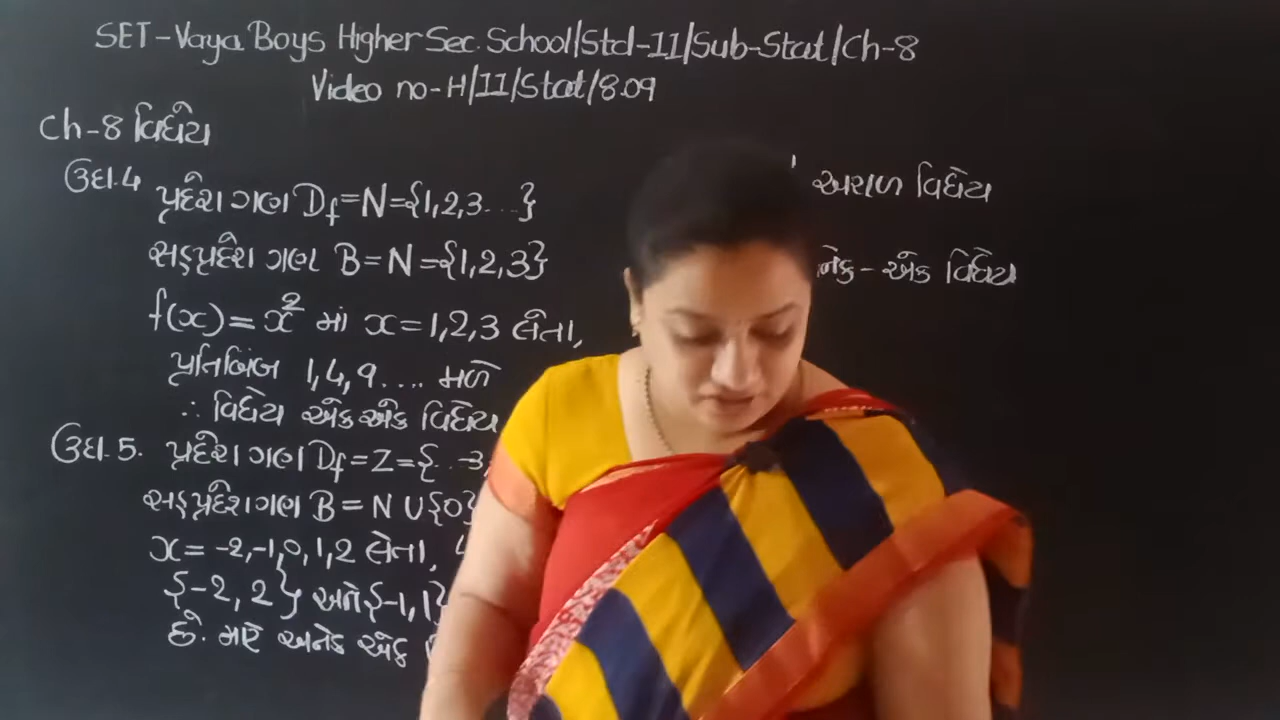 SET-Vaya Boys Higher Sec. School/Std-11/Sub-Stat/Ch-8
Video no-H/11/Stat/8.09
Ch-8 વિધેય
ઉદા.4 પ્રદેશ ગણ Df=N={1,2,3...}
સહપ્રદેશ ગણ B=N={1,2,3}
f(x)=x² માં x=1,2,3 લેતા,
પ્રતિબિંબ 1,4,9.... મળે
∴ વિધેય એક એક વિધેય
ઉદા.5. પ્રદેશ ગણ Df=Z={...-3,
સહપ્રદેશ ગણ B=N∪{0}
x=-2,-1,0,1,2 લેતા,
{-2,2} અને {-1,1}
છે. માટે અનેક એક
અચળ વિધેય
-એક વિધેય